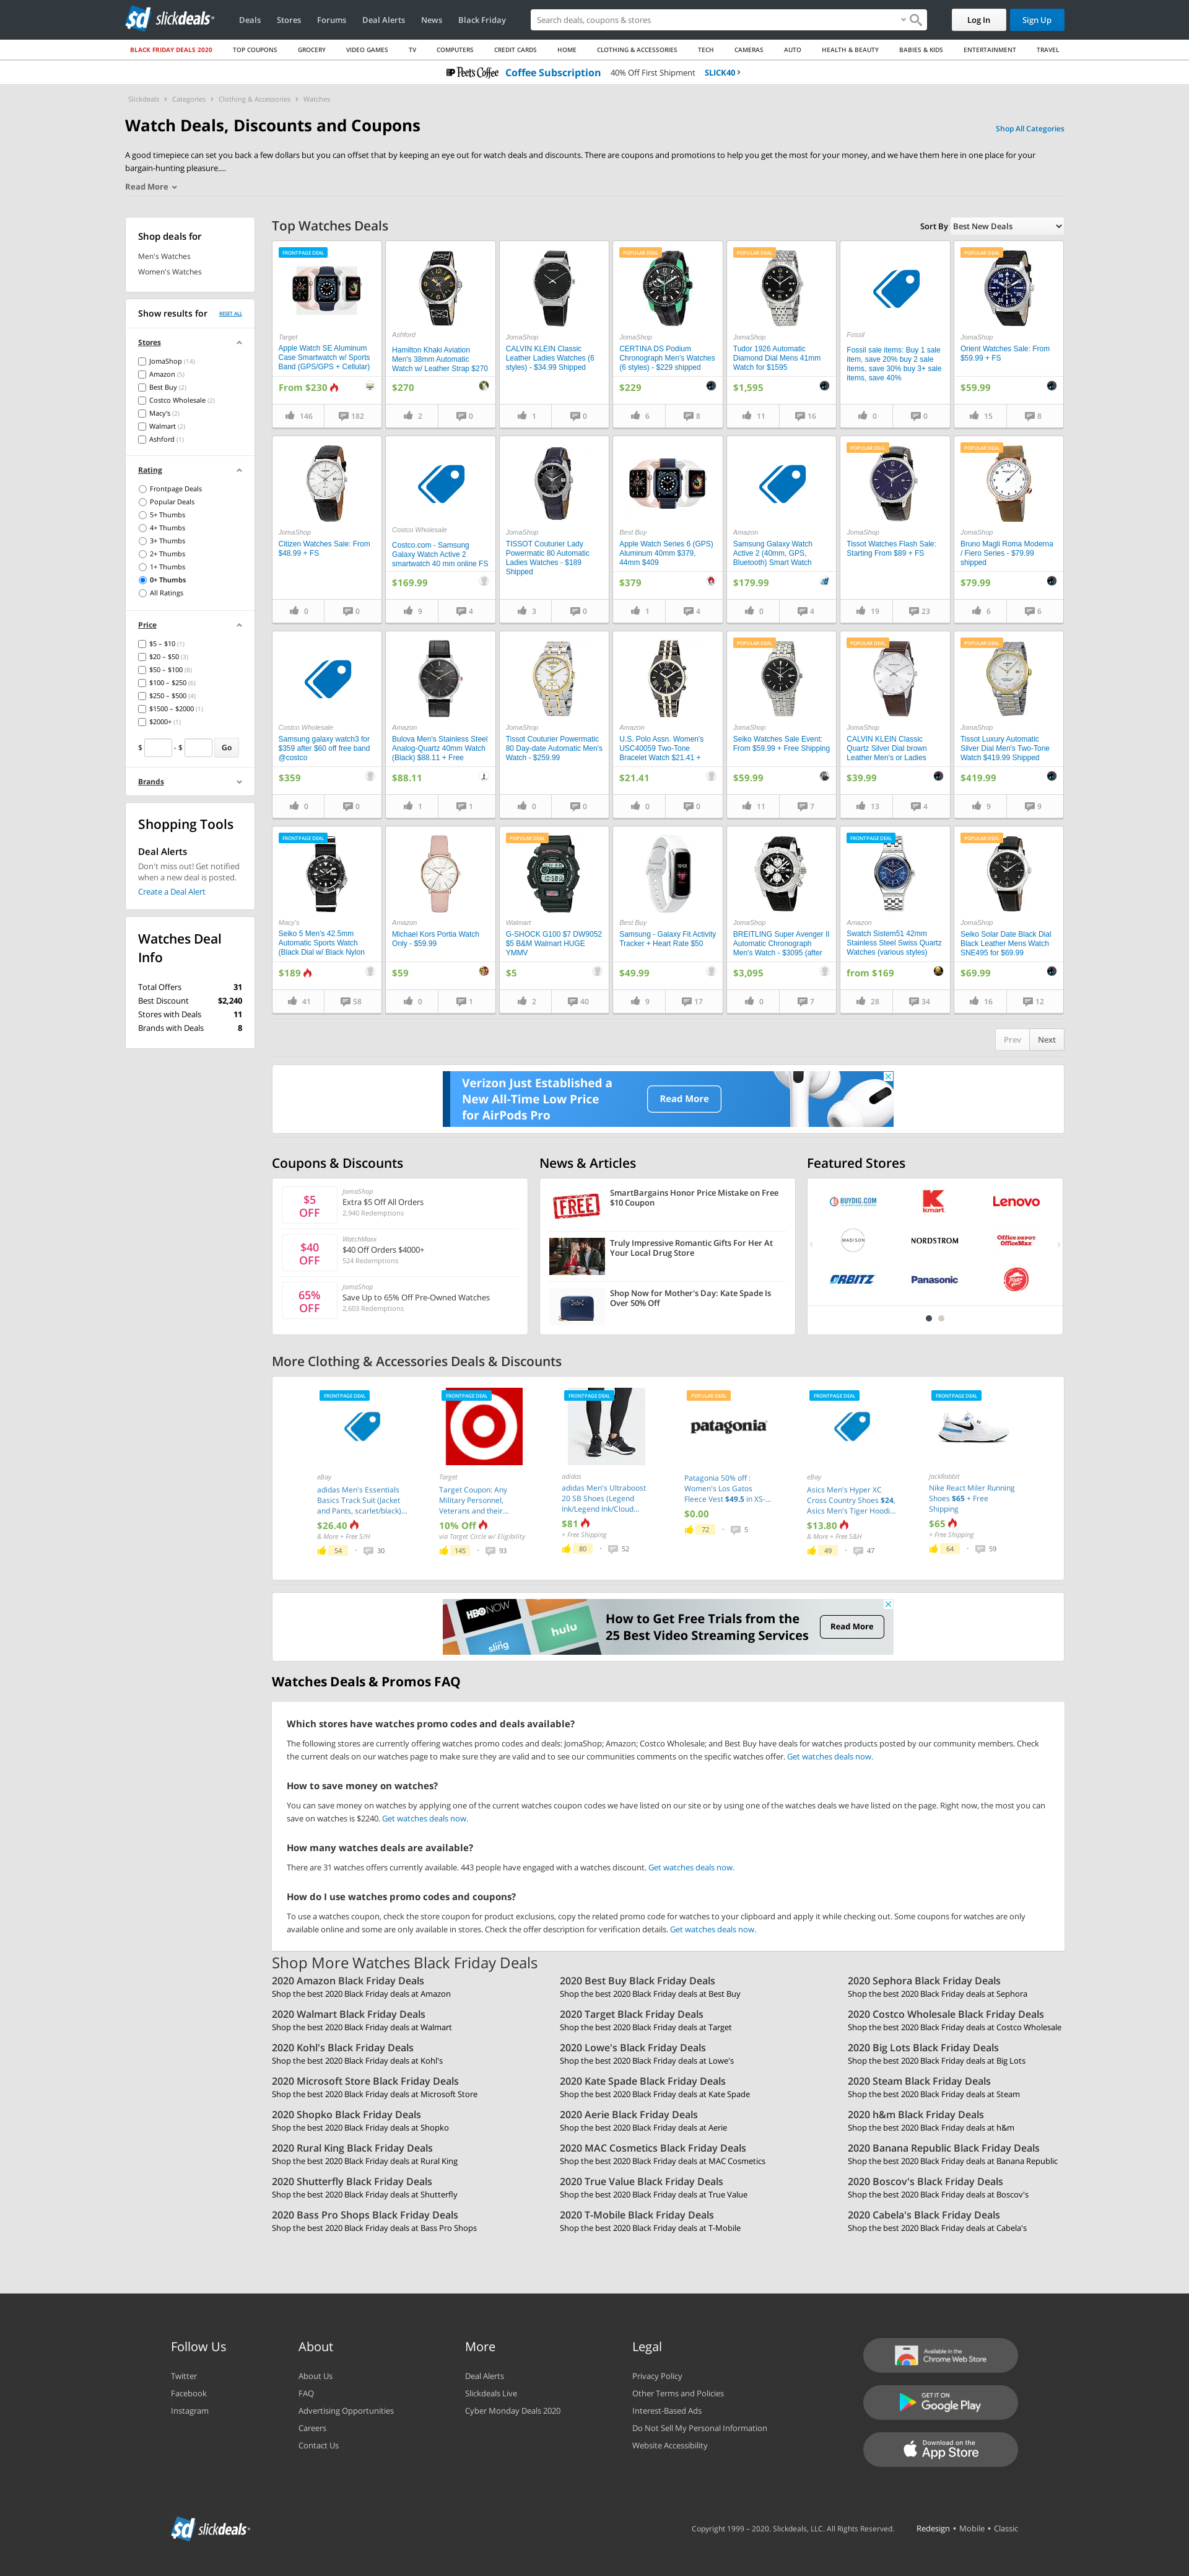 slickdeals
Deals
Stores
Forums
Deal Alerts
News
Black Friday
Search deals, coupons & stores
Log In
Sign Up
BLACK FRIDAY DEALS 2020
TOP COUPONS
GROCERY
VIDEO GAMES
TV
COMPUTERS
CREDIT CARDS
HOME
CLOTHING & ACCESSORIES
TECH
CAMERAS
AUTO
HEALTH & BEAUTY
BABIES & KIDS
ENTERTAINMENT
TRAVEL
Peet's Coffee Coffee Subscription 40% Off First Shipment SLICK40 ›
Slickdeals › Categories › Clothing & Accessories › Watches
Watch Deals, Discounts and Coupons
Shop All Categories
A good timepiece can set you back a few dollars but you can offset that by keeping an eye out for watch deals and discounts. There are coupons and promotions to help you get the most for your money, and we have them here in one place for your
bargain-hunting pleasure....
Read More
Shop deals for
Men's Watches
Women's Watches
Show results for RESET ALL
Stores
JomaShop (14)
Amazon (5)
Best Buy (2)
Costco Wholesale (2)
Macy's (2)
Walmart (2)
Ashford (1)
Rating
Frontpage Deals
Popular Deals
5+ Thumbs
4+ Thumbs
3+ Thumbs
2+ Thumbs
1+ Thumbs
0+ Thumbs
All Ratings
Price
$5 – $10 (1)
$20 – $50 (3)
$50 – $100 (8)
$100 – $250 (6)
$250 – $500 (4)
$1500 – $2000 (1)
$2000+ (1)
$ - $ Go
Brands
Shopping Tools
Deal Alerts
Don't miss out! Get notified
when a new deal is posted.
Create a Deal Alert
Watches Deal
Info
Total Offers 31
Best Discount $2,240
Stores with Deals 11
Brands with Deals 8
Top Watches Deals
Sort By Best New Deals
FRONTPAGE DEAL
Target
Apple Watch SE Aluminum
Case Smartwatch w/ Sports
Band (GPS/GPS + Cellular)
From $230
146 182
Ashford
Hamilton Khaki Aviation
Men's 38mm Automatic
Watch w/ Leather Strap $270
$270
2 0
JomaShop
CALVIN KLEIN Classic
Leather Ladies Watches (6
styles) - $34.99 Shipped
1 0
POPULAR DEAL
JomaShop
CERTINA DS Podium
Chronograph Men's Watches
(6 styles) - $229 shipped
$229
6 8
POPULAR DEAL
JomaShop
Tudor 1926 Automatic
Diamond Dial Mens 41mm
Watch for $1595
$1,595
11 16
Fossil
Fossil sale items: Buy 1 sale
item, save 20% buy 2 sale
items, save 30% buy 3+ sale
items, save 40%
0 0
POPULAR DEAL
JomaShop
Orient Watches Sale: From
$59.99 + FS
$59.99
15 8
JomaShop
Citizen Watches Sale: From
$48.99 + FS
0 0
Costco Wholesale
Costco.com - Samsung
Galaxy Watch Active 2
smartwatch 40 mm online FS
$169.99
9 4
JomaShop
TISSOT Couturier Lady
Powermatic 80 Automatic
Ladies Watches - $189
Shipped
3 0
Best Buy
Apple Watch Series 6 (GPS)
Aluminum 40mm $379,
44mm $409
$379
1 4
Amazon
Samsung Galaxy Watch
Active 2 (40mm, GPS,
Bluetooth) Smart Watch
$179.99
0 4
POPULAR DEAL
JomaShop
Tissot Watches Flash Sale:
Starting From $89 + FS
19 23
POPULAR DEAL
JomaShop
Bruno Magli Roma Moderna
/ Fiero Series - $79.99
shipped
$79.99
6 6
Costco Wholesale
Samsung galaxy watch3 for
$359 after $60 off free band
@costco
$359
0 0
Amazon
Bulova Men's Stainless Steel
Analog-Quartz 40mm Watch
(Black) $88.11 + Free
$88.11
1 1
JomaShop
Tissot Couturier Powermatic
80 Day-date Automatic Men's
Watch - $259.99
0 0
Amazon
U.S. Polo Assn. Women's
USC40059 Two-Tone
Bracelet Watch $21.41 +
$21.41
0 0
POPULAR DEAL
JomaShop
Seiko Watches Sale Event:
From $59.99 + Free Shipping
$59.99
11 7
POPULAR DEAL
JomaShop
CALVIN KLEIN Classic
Quartz Silver Dial brown
Leather Men's or Ladies
$39.99
13 4
POPULAR DEAL
JomaShop
Tissot Luxury Automatic
Silver Dial Men's Two-Tone
Watch $419.99 Shipped
$419.99
9 9
FRONTPAGE DEAL
Macy's
Seiko 5 Men's 42.5mm
Automatic Sports Watch
(Black Dial w/ Black Nylon
$189
41 58
Amazon
Michael Kors Portia Watch
Only - $59.99
$59
0 1
POPULAR DEAL
Walmart
G-SHOCK G100 $7 DW9052
$5 B&M Walmart HUGE
YMMV
$5
2 40
Best Buy
Samsung - Galaxy Fit Activity
Tracker + Heart Rate $50
$49.99
9 17
JomaShop
BREITLING Super Avenger II
Automatic Chronograph
Men's Watch - $3095 (after
$3,095
0 7
FRONTPAGE DEAL
Amazon
Swatch Sistem51 42mm
Stainless Steel Swiss Quartz
Watches (various styles)
from $169
28 34
POPULAR DEAL
JomaShop
Seiko Solar Date Black Dial
Black Leather Mens Watch
SNE495 for $69.99
$69.99
16 12
Prev Next
Verizon Just Established a
New All-Time Low Price
for AirPods Pro
Read More
Coupons & Discounts
$5
OFF
JomaShop
Extra $5 Off All Orders
2,940 Redemptions
$40
OFF
WatchMaxx
$40 Off Orders $4000+
524 Redemptions
65%
OFF
JomaShop
Save Up to 65% Off Pre-Owned Watches
2,603 Redemptions
News & Articles
FREE
SmartBargains Honor Price Mistake on Free
$10 Coupon
Truly Impressive Romantic Gifts For Her At
Your Local Drug Store
Shop Now for Mother's Day: Kate Spade Is
Over 50% Off
Featured Stores
BUYDIG.COM
Kmart
Lenovo
MADISON
NORDSTROM
Office DEPOT
OfficeMax
ORBITZ
Panasonic
Pizza Hut
More Clothing & Accessories Deals & Discounts
FRONTPAGE DEAL
eBay
adidas Men's Essentials
Basics Track Suit (Jacket
and Pants, scarlet/black)...
$26.40
& More + Free S/H
54 • 30
FRONTPAGE DEAL
Target
Target Coupon: Any
Military Personnel,
Veterans and their...
10% Off
via Target Circle w/ Eligibility
145 • 93
FRONTPAGE DEAL
adidas
adidas Men's Ultraboost
20 SB Shoes (Legend
Ink/Legend Ink/Cloud...
$81
+ Free Shipping
80 • 52
POPULAR DEAL
patagonia
Patagonia 50% off :
Women's Los Gatos
Fleece Vest $49.5 in XS-...
$0.00
72 • 5
FRONTPAGE DEAL
eBay
Asics Men's Hyper XC
Cross Country Shoes $24,
Asics Men's Tiger Hoodi...
$13.80
& More + Free S&H
49 • 47
FRONTPAGE DEAL
JackRabbit
Nike React Miler Running
Shoes $65 + Free
Shipping
$65
+ Free Shipping
64 • 59
HBO NOW
sling
hulu
How to Get Free Trials from the
25 Best Video Streaming Services
Read More
Watches Deals & Promos FAQ
Which stores have watches promo codes and deals available?
The following stores are currently offering watches promo codes and deals: JomaShop; Amazon; Costco Wholesale; and Best Buy have deals for watches products posted by our community members. Check
the current deals on our watches page to make sure they are valid and to see our communities comments on the specific watches offer. Get watches deals now.
How to save money on watches?
You can save money on watches by applying one of the current watches coupon codes we have listed on our site or by using one of the watches deals we have listed on the page. Right now, the most you can
save on watches is $2240. Get watches deals now.
How many watches deals are available?
There are 31 watches offers currently available. 443 people have engaged with a watches discount. Get watches deals now.
How do I use watches promo codes and coupons?
To use a watches coupon, check the store coupon for product exclusions, copy the related promo code for watches to your clipboard and apply it while checking out. Some coupons for watches are only
available online and some are only available in stores. Check the offer description for verification details. Get watches deals now.
Shop More Watches Black Friday Deals
2020 Amazon Black Friday Deals
Shop the best 2020 Black Friday deals at Amazon
2020 Best Buy Black Friday Deals
Shop the best 2020 Black Friday deals at Best Buy
2020 Sephora Black Friday Deals
Shop the best 2020 Black Friday deals at Sephora
2020 Walmart Black Friday Deals
Shop the best 2020 Black Friday deals at Walmart
2020 Target Black Friday Deals
Shop the best 2020 Black Friday deals at Target
2020 Costco Wholesale Black Friday Deals
Shop the best 2020 Black Friday deals at Costco Wholesale
2020 Kohl's Black Friday Deals
Shop the best 2020 Black Friday deals at Kohl's
2020 Lowe's Black Friday Deals
Shop the best 2020 Black Friday deals at Lowe's
2020 Big Lots Black Friday Deals
Shop the best 2020 Black Friday deals at Big Lots
2020 Microsoft Store Black Friday Deals
Shop the best 2020 Black Friday deals at Microsoft Store
2020 Kate Spade Black Friday Deals
Shop the best 2020 Black Friday deals at Kate Spade
2020 Steam Black Friday Deals
Shop the best 2020 Black Friday deals at Steam
2020 Shopko Black Friday Deals
Shop the best 2020 Black Friday deals at Shopko
2020 Aerie Black Friday Deals
Shop the best 2020 Black Friday deals at Aerie
2020 h&m Black Friday Deals
Shop the best 2020 Black Friday deals at h&m
2020 Rural King Black Friday Deals
Shop the best 2020 Black Friday deals at Rural King
2020 MAC Cosmetics Black Friday Deals
Shop the best 2020 Black Friday deals at MAC Cosmetics
2020 Banana Republic Black Friday Deals
Shop the best 2020 Black Friday deals at Banana Republic
2020 Shutterfly Black Friday Deals
Shop the best 2020 Black Friday deals at Shutterfly
2020 True Value Black Friday Deals
Shop the best 2020 Black Friday deals at True Value
2020 Boscov's Black Friday Deals
Shop the best 2020 Black Friday deals at Boscov's
2020 Bass Pro Shops Black Friday Deals
Shop the best 2020 Black Friday deals at Bass Pro Shops
2020 T-Mobile Black Friday Deals
Shop the best 2020 Black Friday deals at T-Mobile
2020 Cabela's Black Friday Deals
Shop the best 2020 Black Friday deals at Cabela's
Follow Us
Twitter
Facebook
Instagram
About
About Us
FAQ
Advertising Opportunities
Careers
Contact Us
More
Deal Alerts
Slickdeals Live
Cyber Monday Deals 2020
Legal
Privacy Policy
Other Terms and Policies
Interest-Based Ads
Do Not Sell My Personal Information
Website Accessibility
Available in the
Chrome Web Store
GET IT ON
Google Play
Download on the
App Store
slickdeals
Copyright 1999 – 2020. Slickdeals, LLC. All Rights Reserved.
Redesign • Mobile • Classic